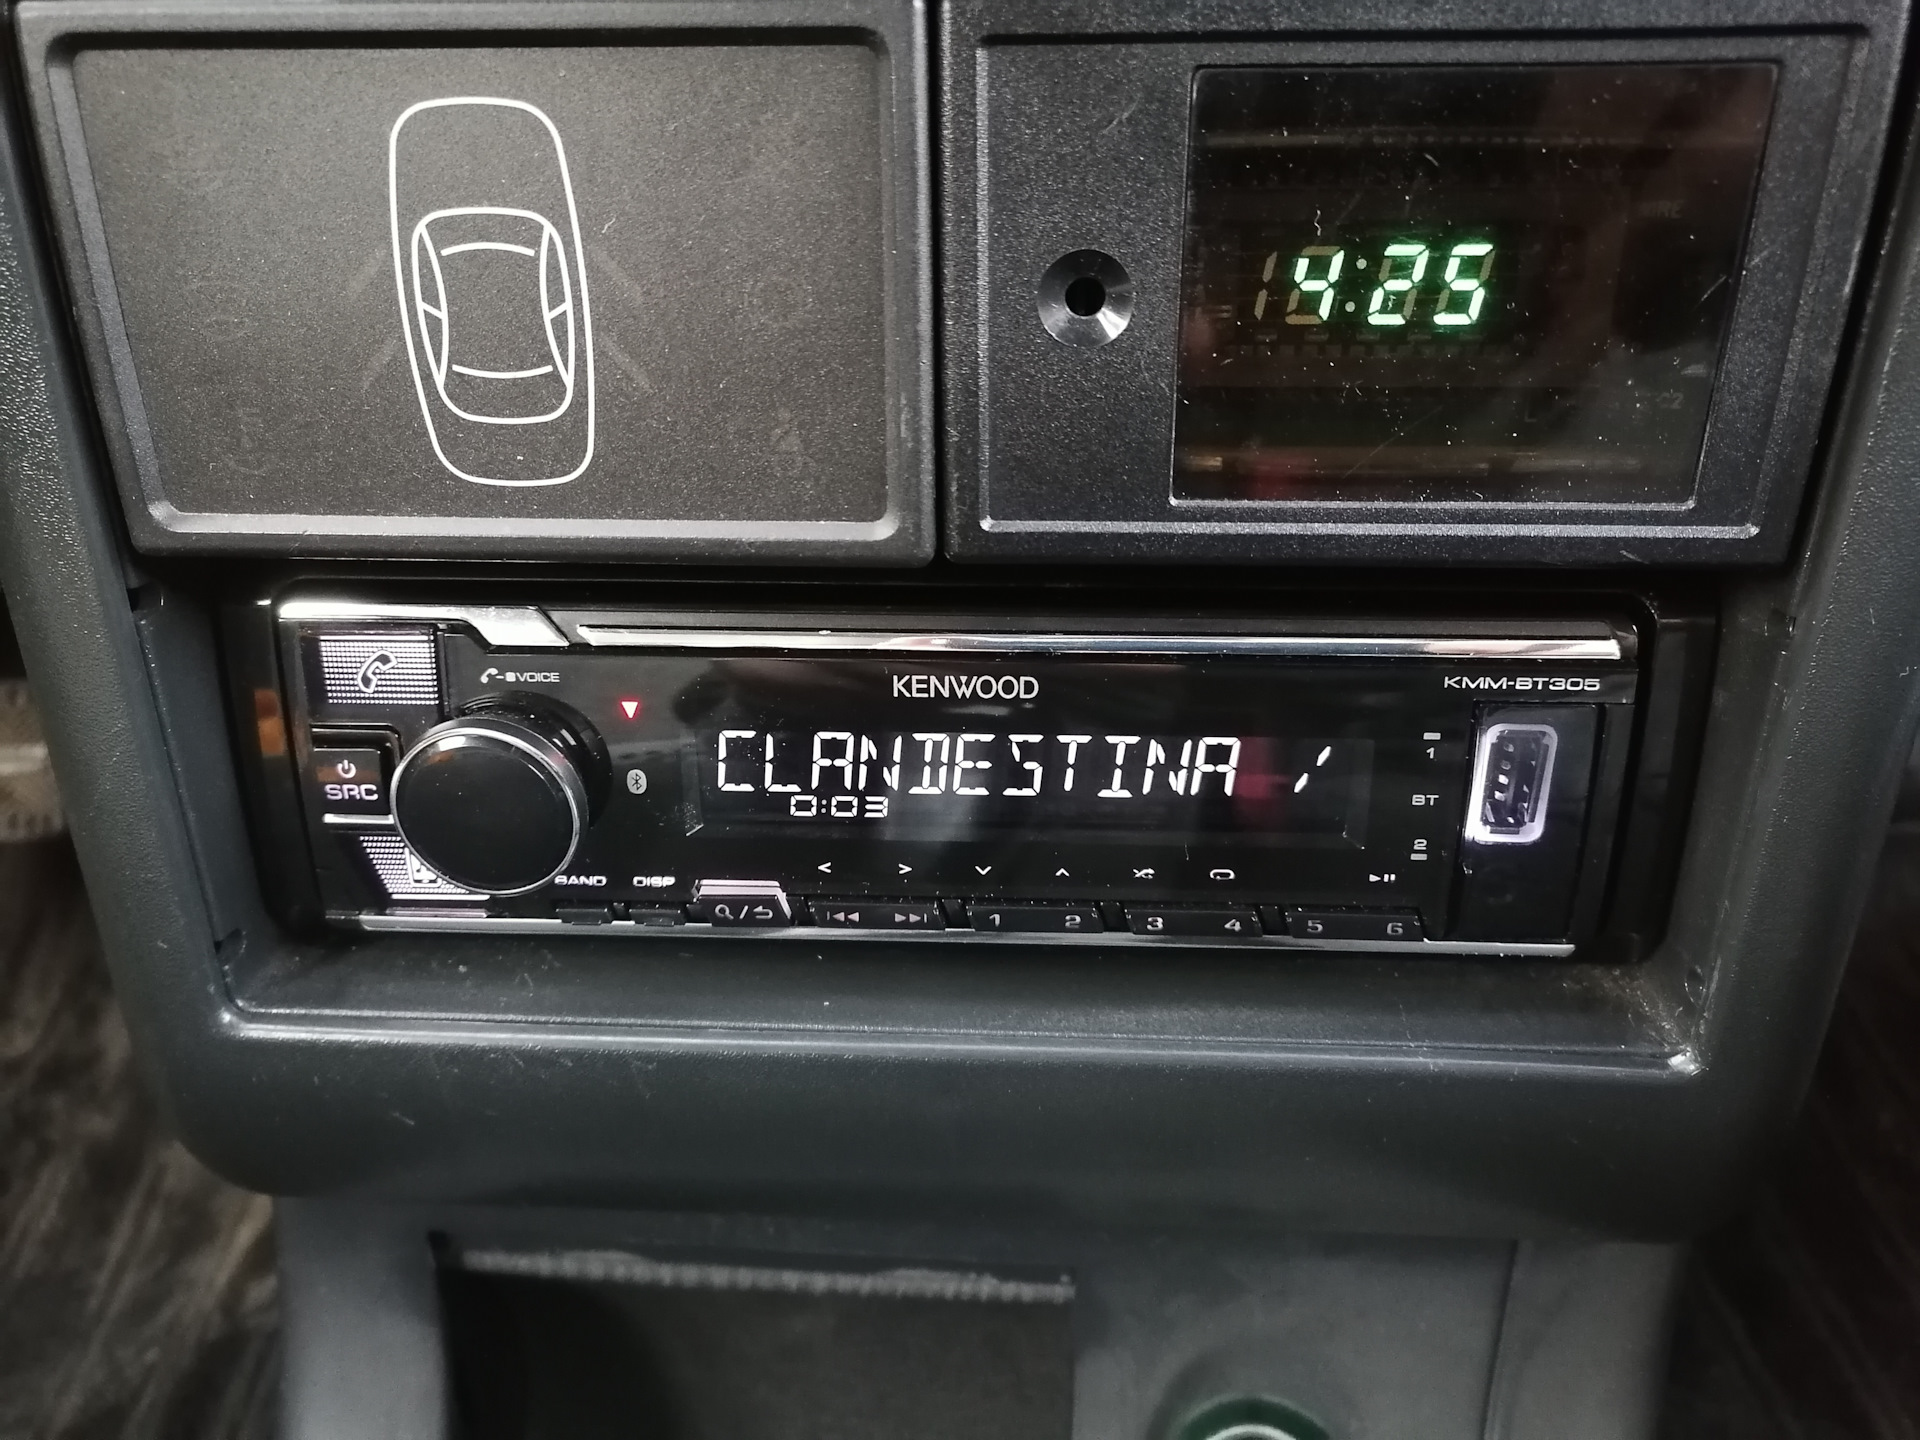 4:25
VOICE
KENWOOD
KMM-BT305
SRC
CLANDESTINA /
0:03
1
BT
2
BAND DISP
1 2 3 4 5 6